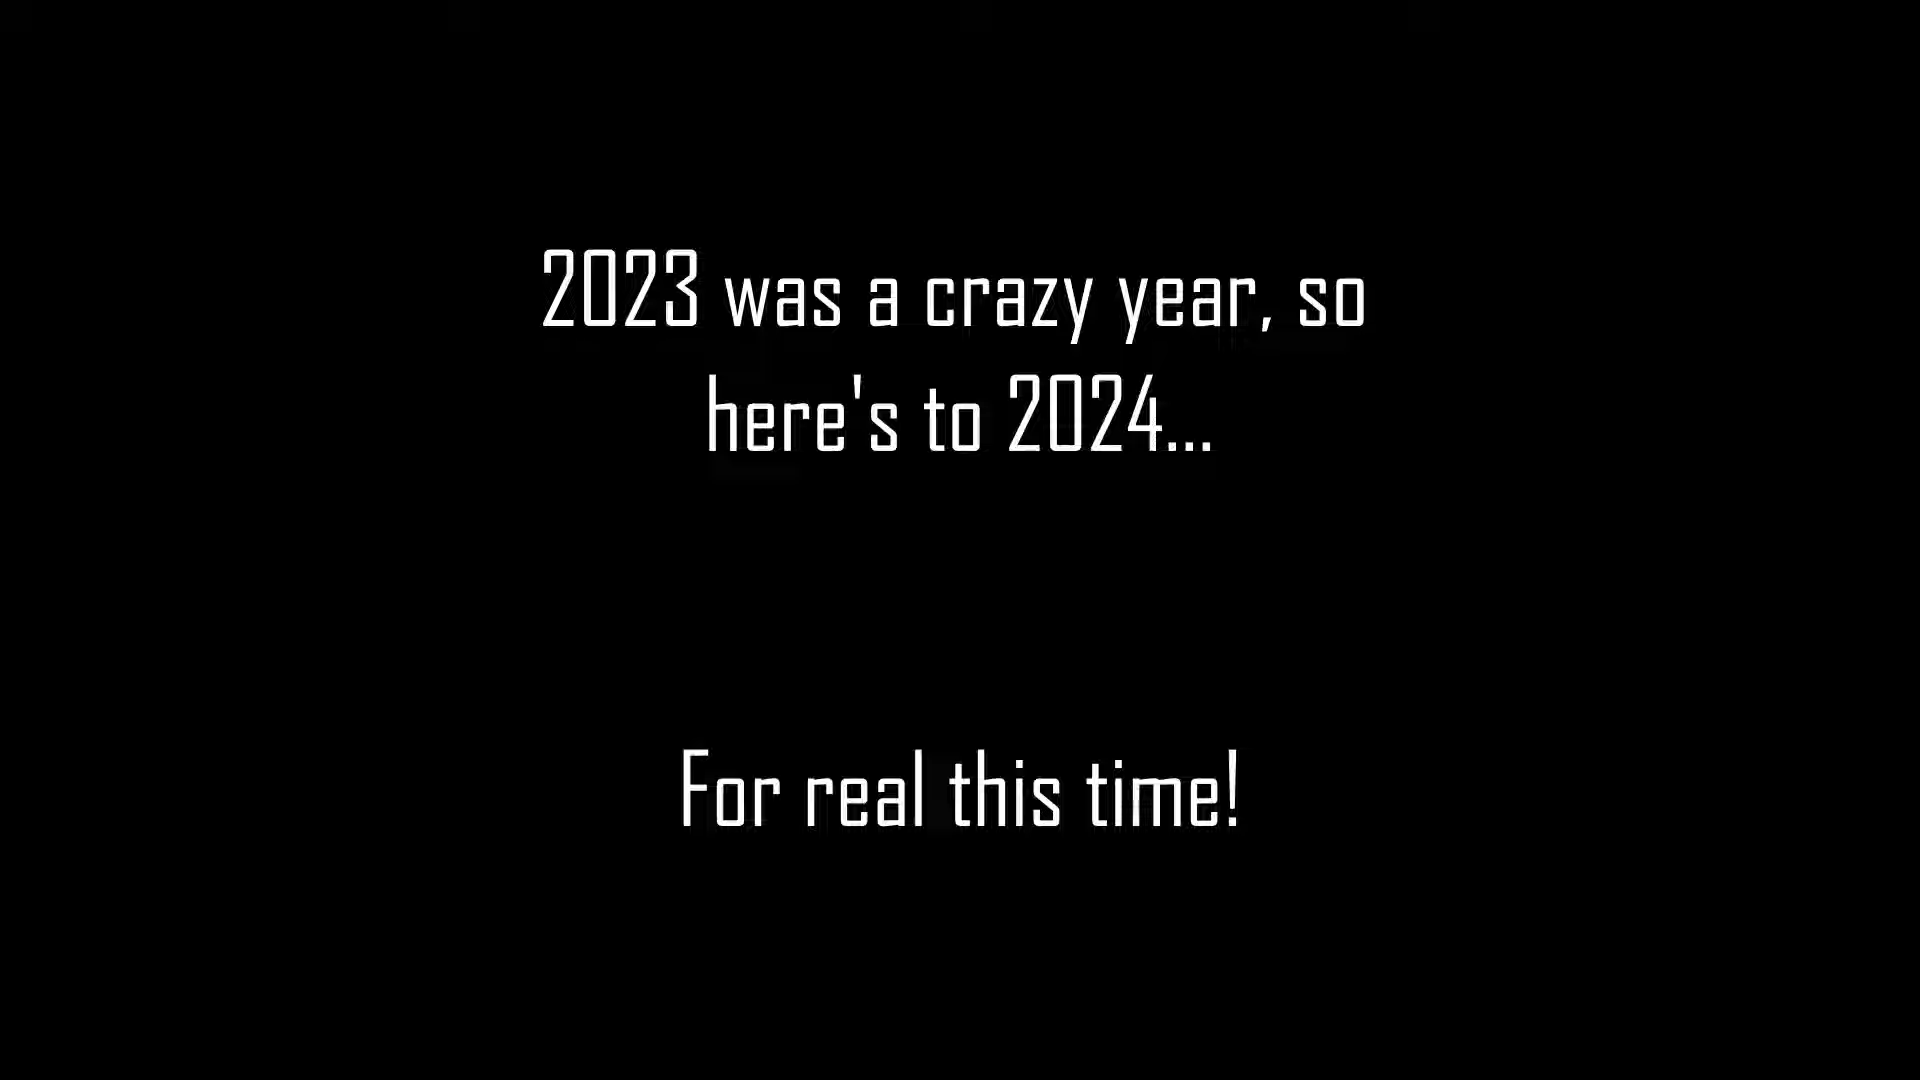 2023 was a crazy year, so
here's to 2024...
For real this time!